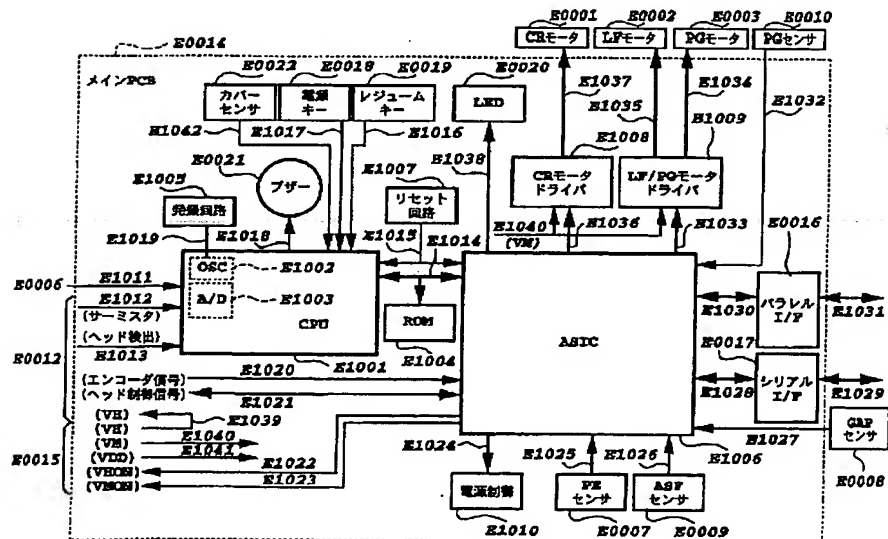 E0001 E0002 E0003 E0010
CRモータ LFモータ PGモータ PGセンサ
E0014
メインPCB
E0022 E0018 E0019
カバーセンサ 電源キー レジュームキー
E0020
LED
E1037
E1035
E1034
E1032
E1042
E1017
E1016
E0021
ブザー
E1038
E1008
E1009
CRモータドライバ
LF/PGモータドライバ
E1005
発振回路
E1007
リセット回路
E1019
E1018
E1015
E1014
E1040
(VM)
E1036
E1033
E0016
OSC
E1002
A/D
E1003
CPU
E0006
E1011
E1012
(サーミスタ)
(ヘッド検出)
E1013
E0012
ROM
E1004
E1001
ASIC
E1030
パラレルI/F
E1031
E0017
E1028
シリアルI/F
E1029
(エンコーダ信号)
E1020
(ヘッド制御信号)
E1021
(VH)
(VH)
E1039
(VM)
E1040
(VDD)
E1041
(VHON)
E1022
(VMON)
E1023
E0015
E1027
GAPセンサ
E0008
E1006
E1024
E1025
E1026
電源制御
E1010
PEセンサ
E0007
ASFセンサ
E0009